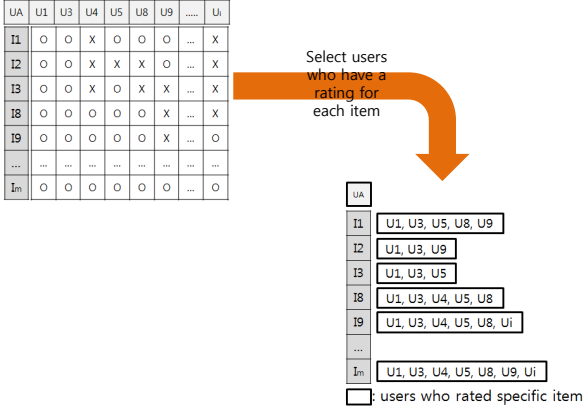 UA U1 U3 U4 U5 U8 U9 ..... Ui
I1 O O X O O O ... X
I2 O O X X X O ... X
I3 O O X O X X ... X
I8 O O O O O X ... X
I9 O O O O O X ... O
... ... ... ... ... ... ... ... ...
Im O O O O O O ... O
Select users
who have a
rating for
each item
UA
I1 U1, U3, U5, U8, U9
I2 U1, U3, U9
I3 U1, U3, U5
I8 U1, U3, U4, U5, U8
I9 U1, U3, U4, U5, U8, Ui
...
Im U1, U3, U4, U5, U8, U9, Ui
: users who rated specific item